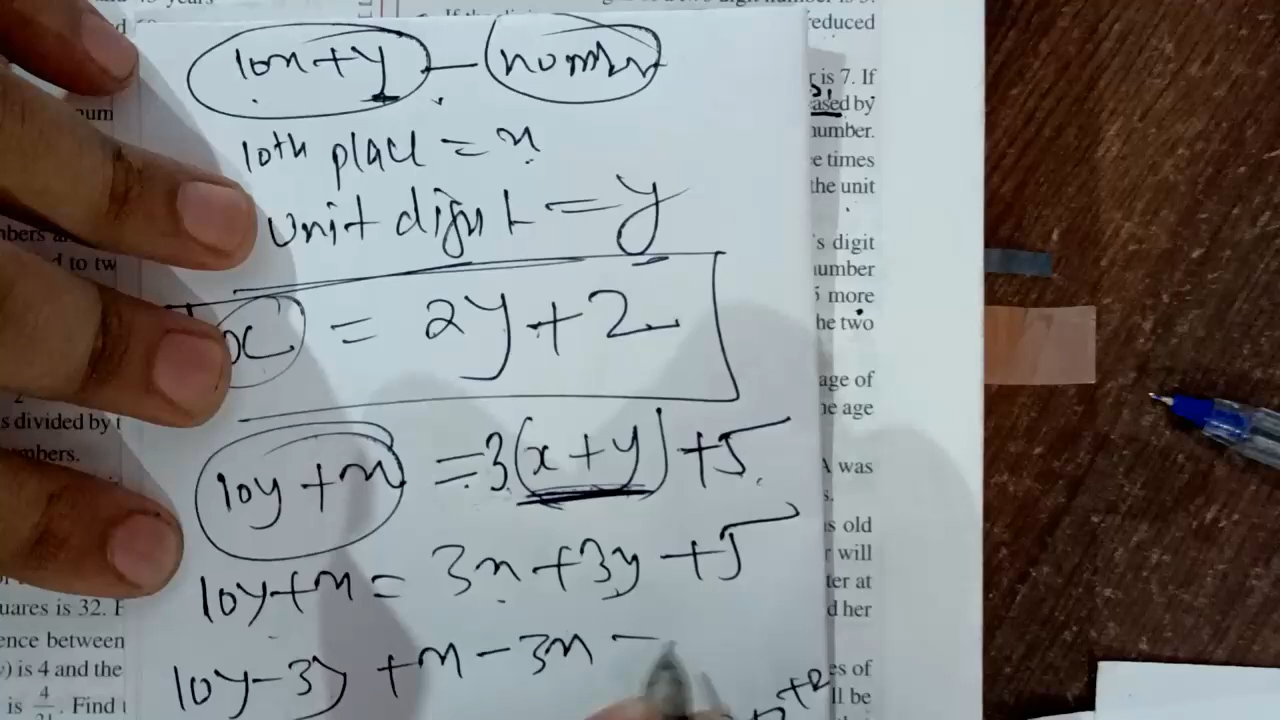 10x+y — number
10th place = x
unit digit = y
x = 2y+2
10y+x = 3(x+y)+5
10y+x = 3x+3y+5
10y-3y+x-3x =
reduced
is 7. If
ased by
number.
e times
the unit
's digit
number
5 more
he two
age of
he age
A was
s.
is old
r will
ter at
d her
es of
ll be
d to tw
s divided by t
mbers.
uares is 32. F
ence between
) is 4 and the
is 4/21. Find t